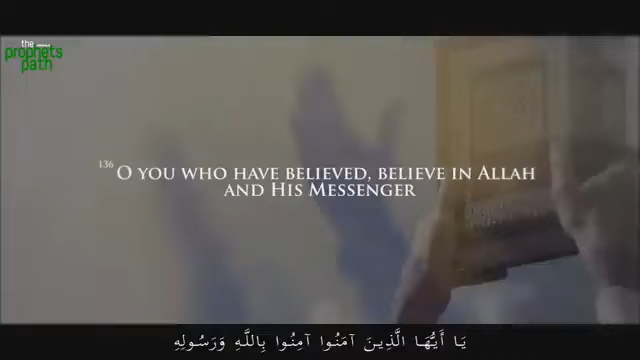 the
prophets
path
136 O YOU WHO HAVE BELIEVED, BELIEVE IN ALLAH
AND HIS MESSENGER
يَا أَيُّهَا الَّذِينَ آمَنُوا آمِنُوا بِاللَّهِ وَرَسُولِهِ